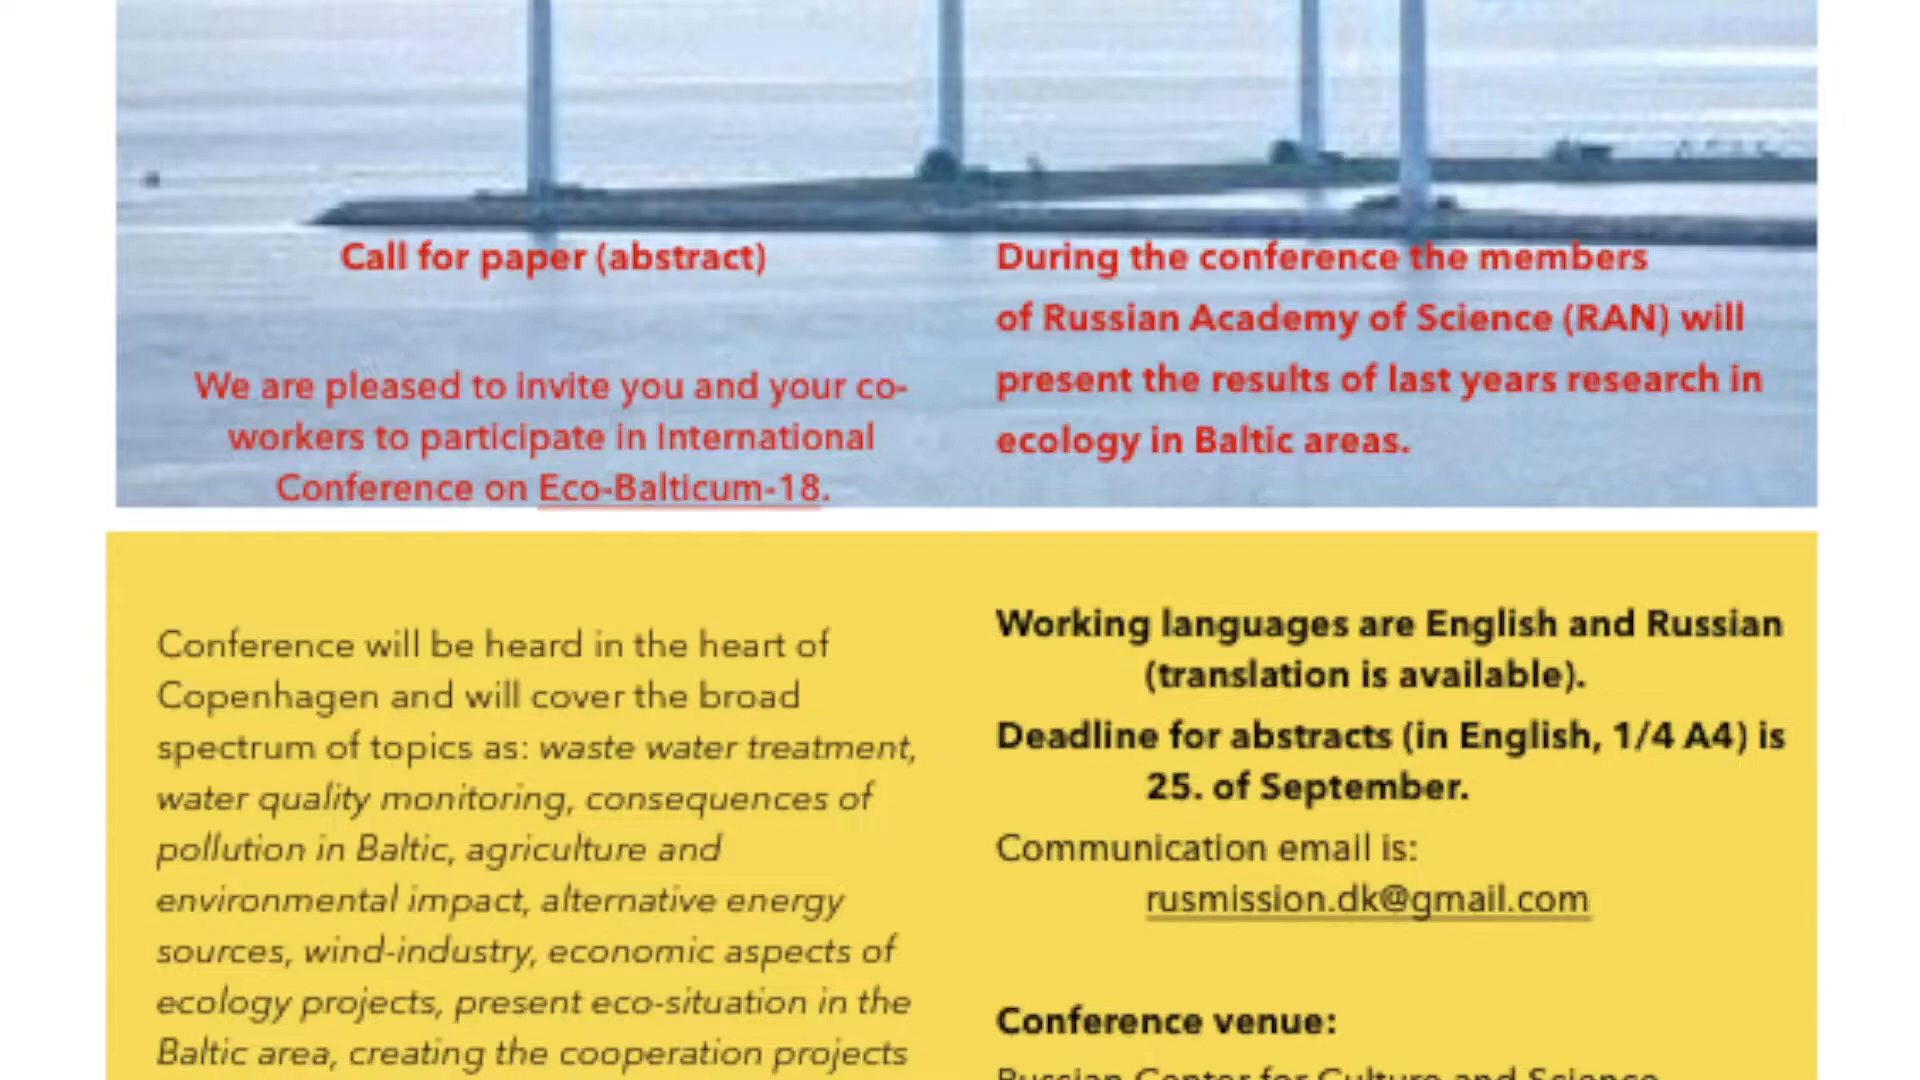 Call for paper (abstract)
We are pleased to invite you and your co-
workers to participate in International
Conference on Eco-Balticum-18.
During the conference the members
of Russian Academy of Science (RAN) will
present the results of last years research in
ecology in Baltic areas.
Conference will be heard in the heart of
Copenhagen and will cover the broad
spectrum of topics as: waste water treatment,
water quality monitoring, consequences of
pollution in Baltic, agriculture and
environmental impact, alternative energy
sources, wind-industry, economic aspects of
ecology projects, present eco-situation in the
Baltic area, creating the cooperation projects
Working languages are English and Russian
(translation is available).
Deadline for abstracts (in English, 1/4 A4) is
25. of September.
Communication email is:
rusmission.dk@gmail.com
Conference venue:
Russian Center for Culture and Science